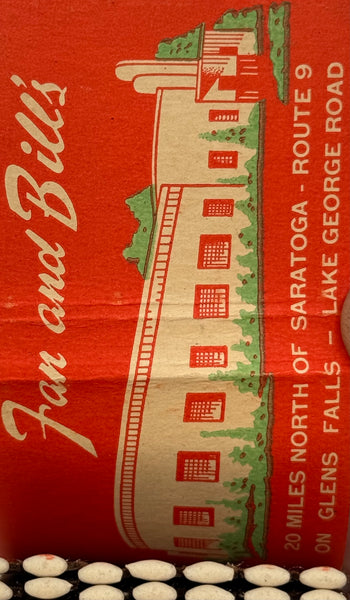 Fan and Bill's
20 MILES NORTH OF SARATOGA - ROUTE 9
ON GLENS FALLS - LAKE GEORGE ROAD